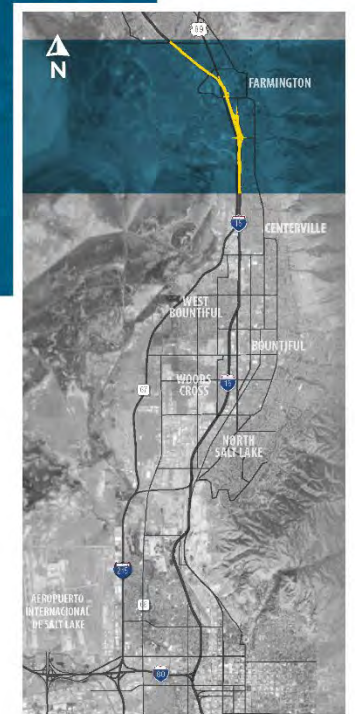 89
N
FARMINGTON
15
CENTERVILLE
WEST
BOUNTIFUL
BOUNTIFUL
67
WOODS
CROSS
15
NORTH
SALT LAKE
215
AEROPUERTO
INTERNACIONAL
DE SALT LAKE
68
80